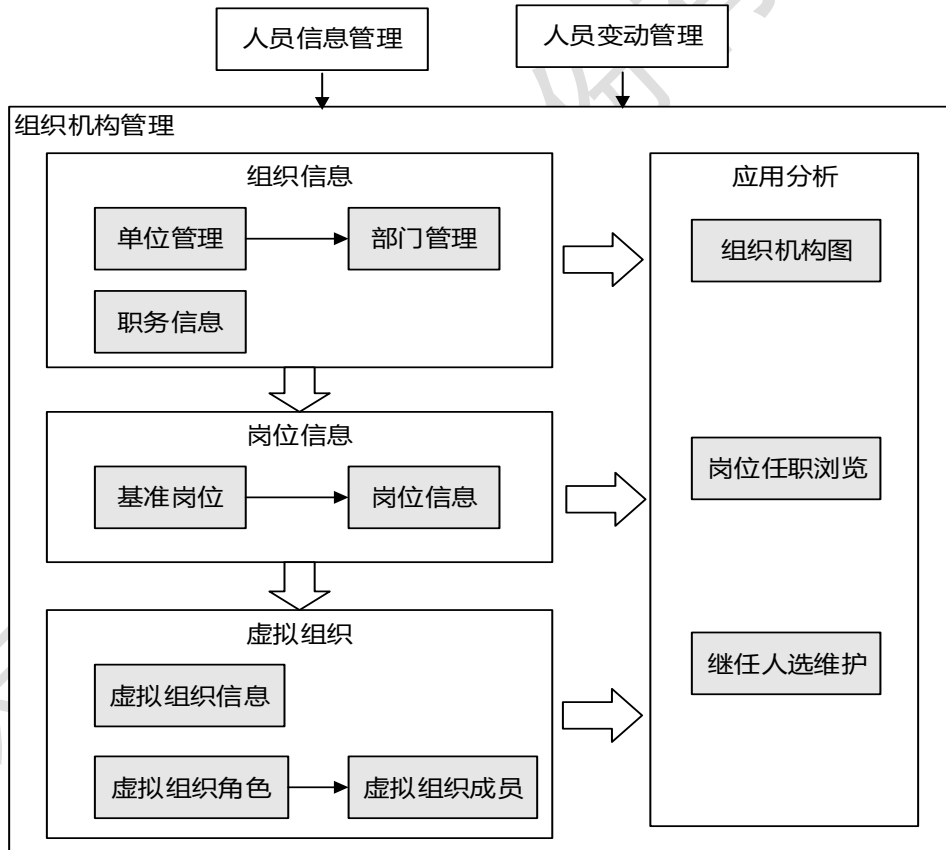 人员信息管理
人员变动管理
组织机构管理
组织信息
单位管理
部门管理
职务信息
岗位信息
基准岗位
岗位信息
虚拟组织
虚拟组织信息
虚拟组织角色
虚拟组织成员
应用分析
组织机构图
岗位任职浏览
继任人选维护